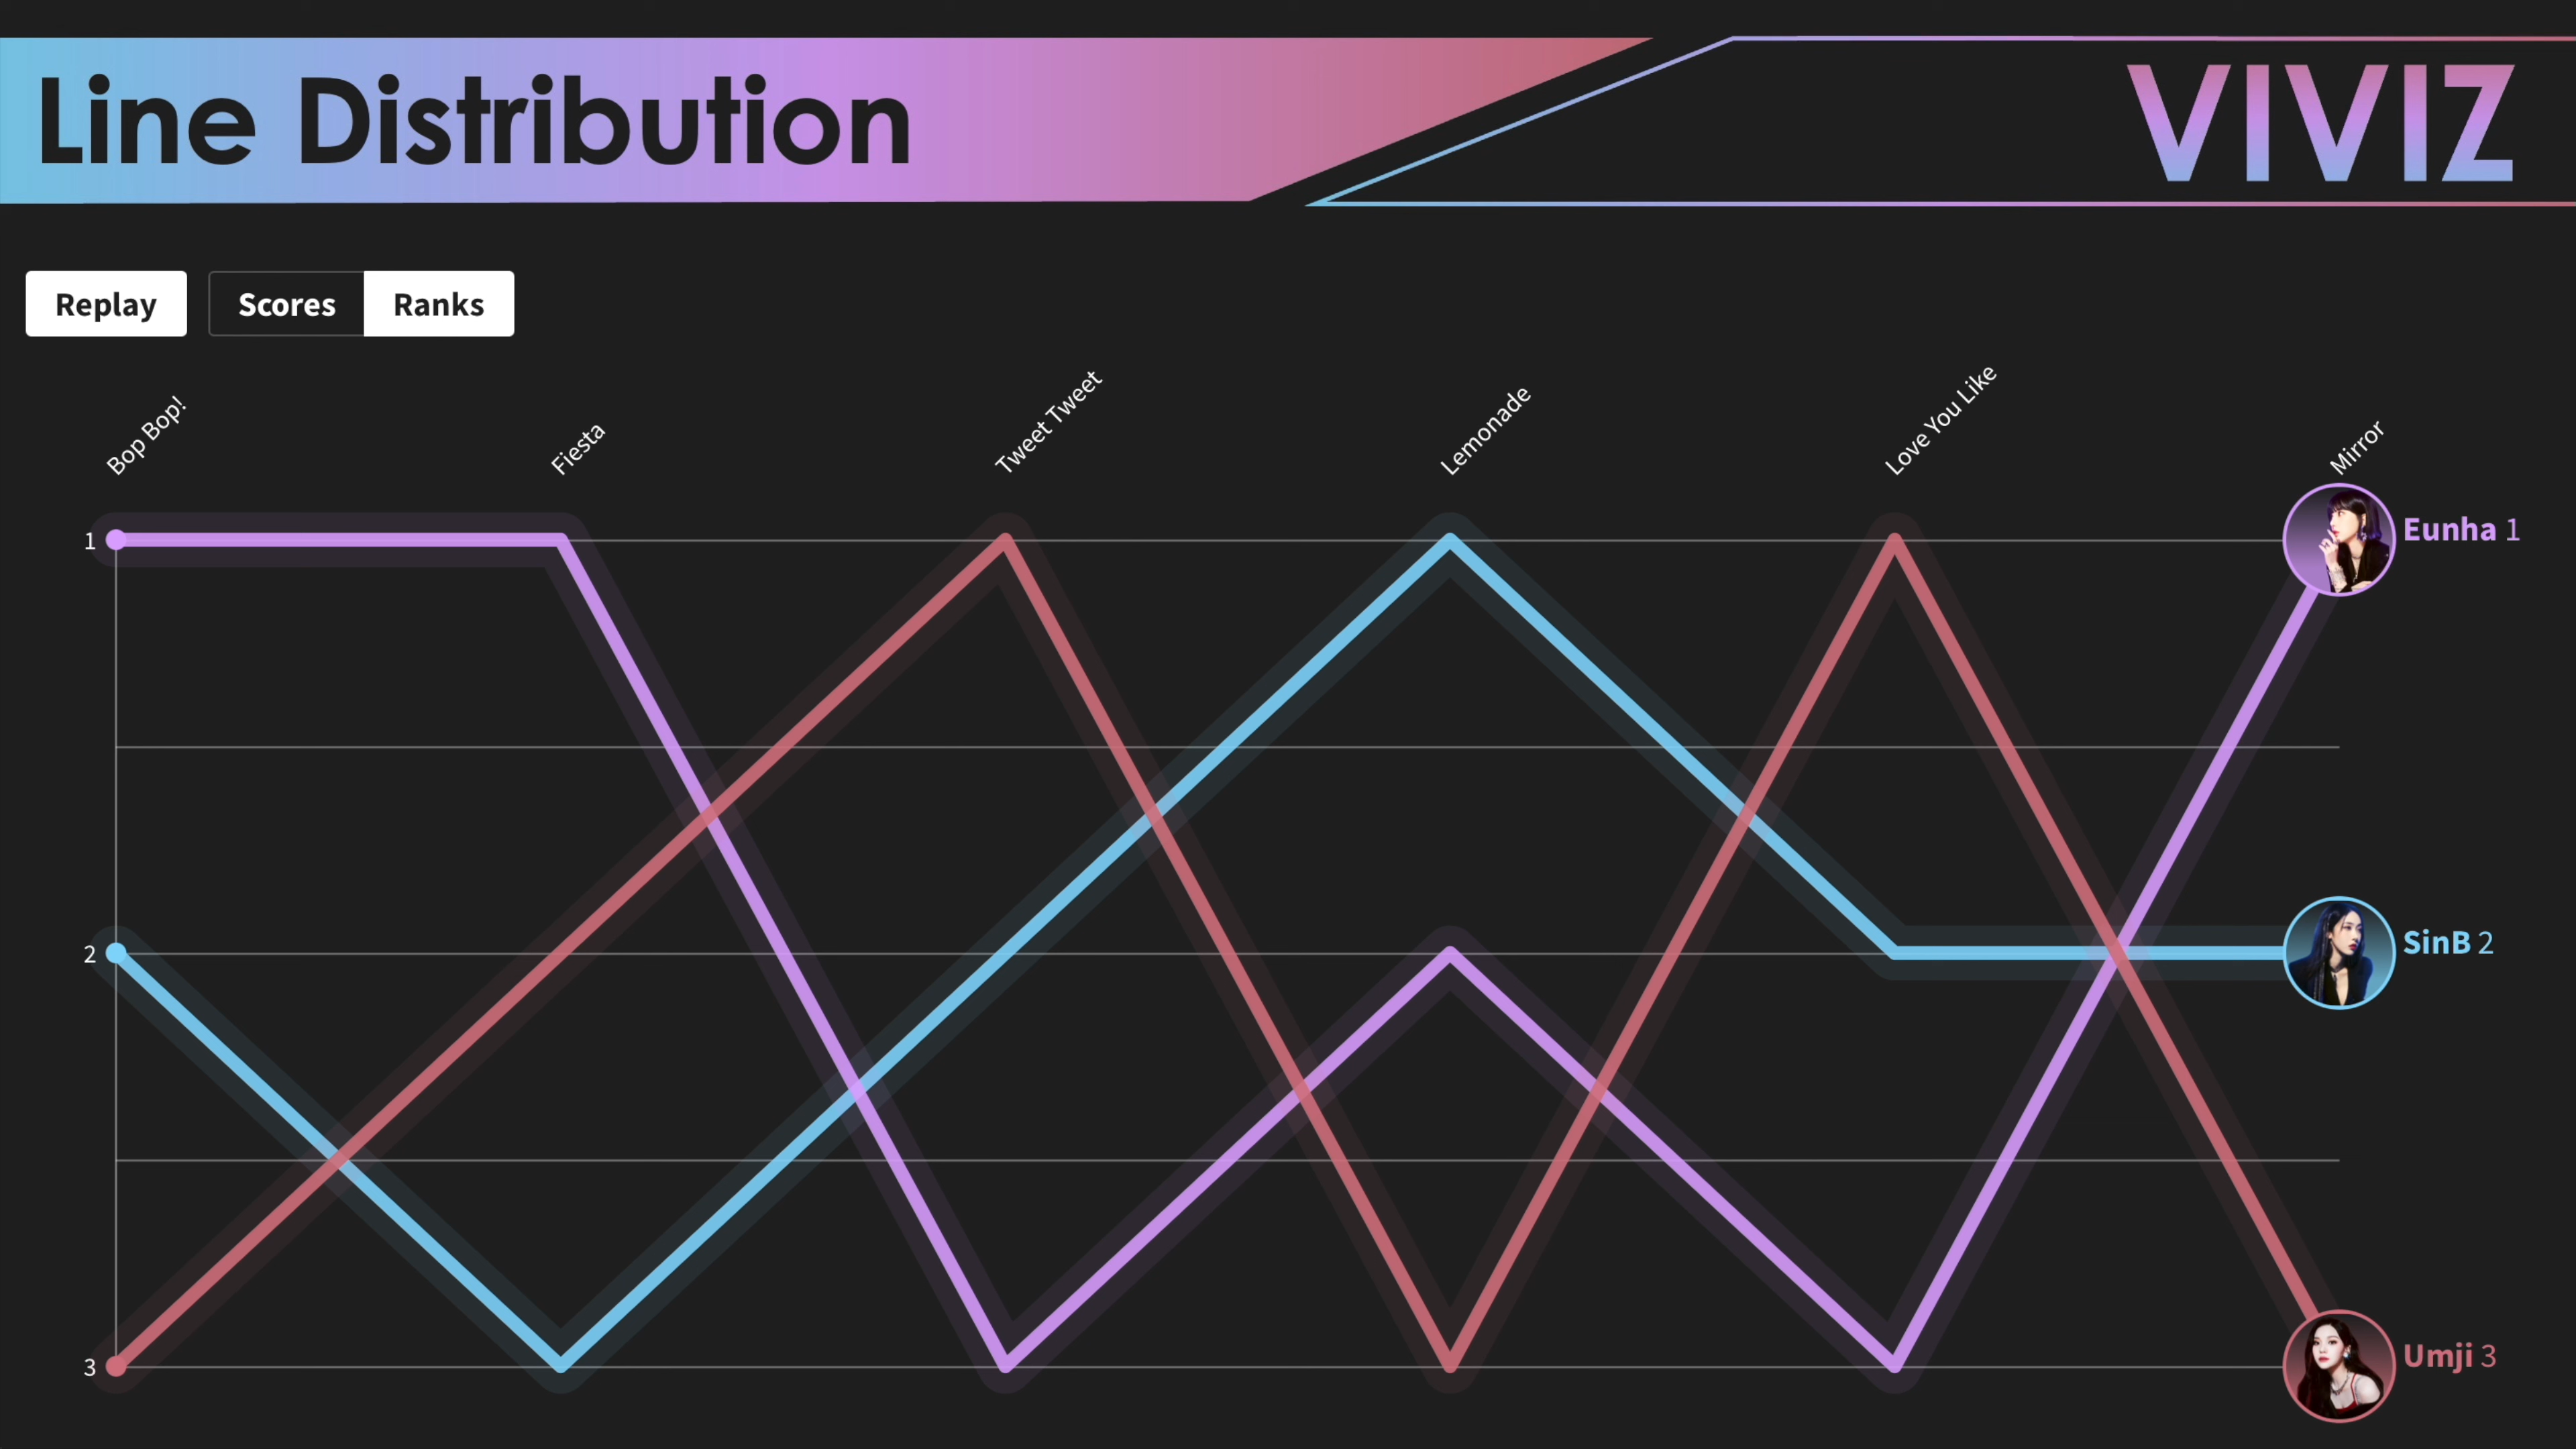 Line Distribution
VIVIZ
Replay
Scores
Ranks
Bop Bop!
Fiesta
Tweet Tweet
Lemonade
Love You Like
Mirror
1
Eunha 1
2
SinB 2
3
Umji 3